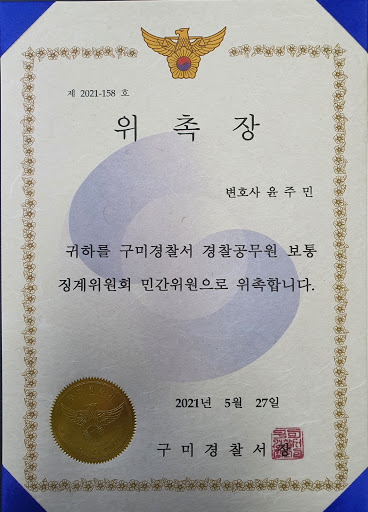 제 2021-158 호
위 촉 장
변호사 윤 주 민
귀하를 구미경찰서 경찰공무원 보통
징계위원회 민간위원으로 위촉합니다.
2021년 5월 27일
구 미 경 찰 서 장